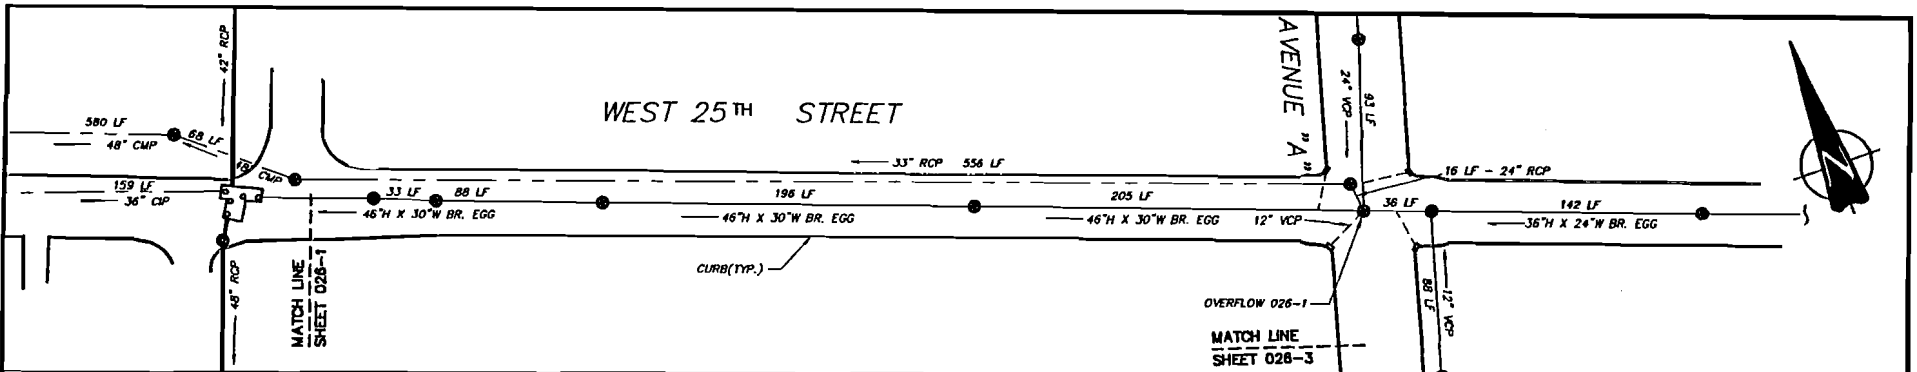 42" RCP
580 LF
48" CMP
68 LF
48" CMP
159 LF
36" CIP
48" RCP
MATCH LINE
SHEET 026-1
WEST 25TH STREET
33" RCP 556 LF
33 LF
88 LF
196 LF
205 LF
46"H X 30"W BR. EGG
46"H X 30"W BR. EGG
46"H X 30"W BR. EGG
12" VCP
CURB(TYP.)
AVENUE "A"
24" VCP
93 LF
16 LF - 24" RCP
36 LF
142 LF
36"H X 24"W BR. EGG
OVERFLOW 026-1
88 LF
12" VCP
MATCH LINE
SHEET 026-3